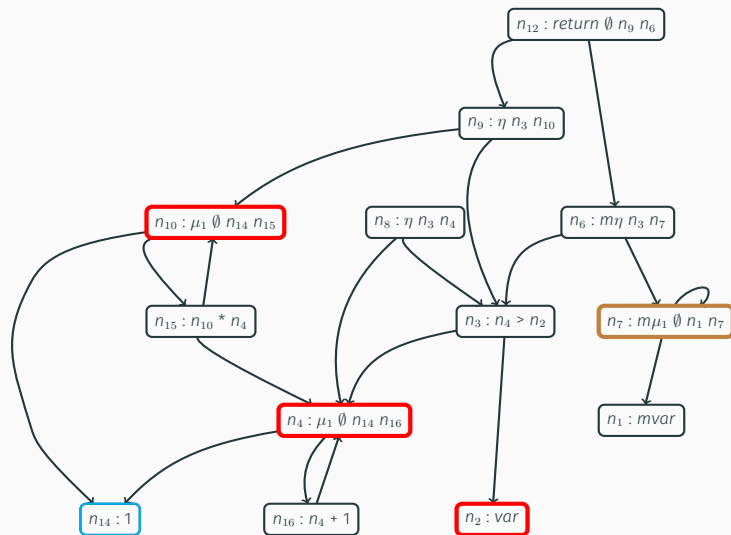 n₁₂ : return ∅ n₉ n₆
n₉ : η n₃ n₁₀
n₁₀ : μ₁ ∅ n₁₄ n₁₅
n₈ : η n₃ n₄
n₆ : mη n₃ n₇
n₁₅ : n₁₀ * n₄
n₃ : n₄ > n₂
n₇ : mμ₁ ∅ n₁ n₇
n₄ : μ₁ ∅ n₁₄ n₁₆
n₁ : mvar
n₁₄ : 1
n₁₆ : n₄ + 1
n₂ : var